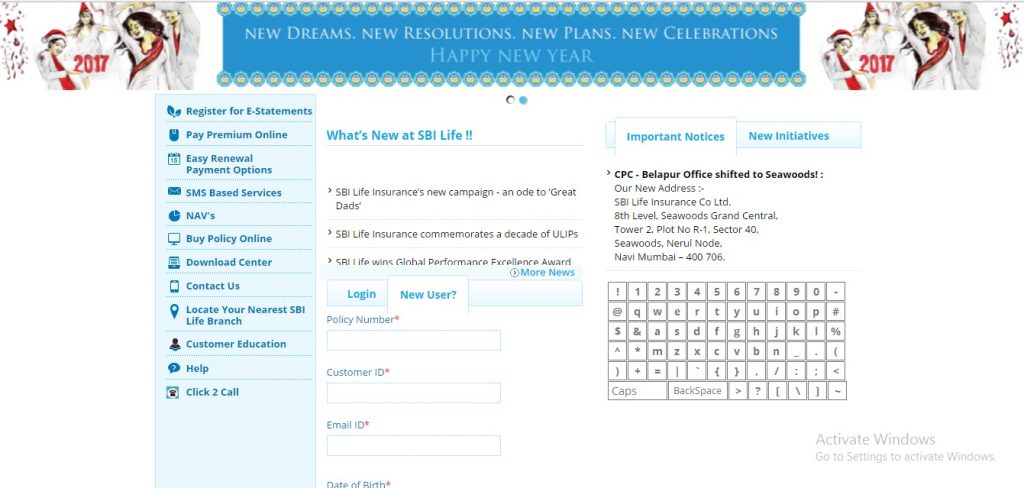 NEW DREAMS. NEW RESOLUTIONS. NEW PLANS. NEW CELEBRATIONS
HAPPY NEW YEAR
2017
2017
Register for E-Statements
Pay Premium Online
Easy Renewal
Payment Options
SMS Based Services
NAV's
Buy Policy Online
Download Center
Contact Us
Locate Your Nearest SBI
Life Branch
Customer Education
Help
Click 2 Call
What's New at SBI Life !!
SBI Life Insurance's new campaign - an ode to 'Great
Dads'
SBI Life Insurance commemorates a decade of ULIPs
SBI Life wins Global Performance Excellence Award
More News
Login
New User?
Policy Number*
Customer ID*
Email ID*
Date of Birth*
Important Notices
New Initiatives
CPC - Belapur Office shifted to Seawoods! :
Our New Address :-
SBI Life Insurance Co Ltd.
8th Level, Seawoods Grand Central,
Tower 2, Plot No R-1, Sector 40,
Seawoods, Nerul Node,
Navi Mumbai – 400 706.
! 1 2 3 4 5 6 7 8 9 0 -
@ q w e r t y u i o p #
$ & a s d f g h j k l %
^ * m z x c v b n _ . (
) + = | ` { } , / : ; <
Caps BackSpace > ? [ \ ] ~
Activate Windows
Go to Settings to activate Windows.